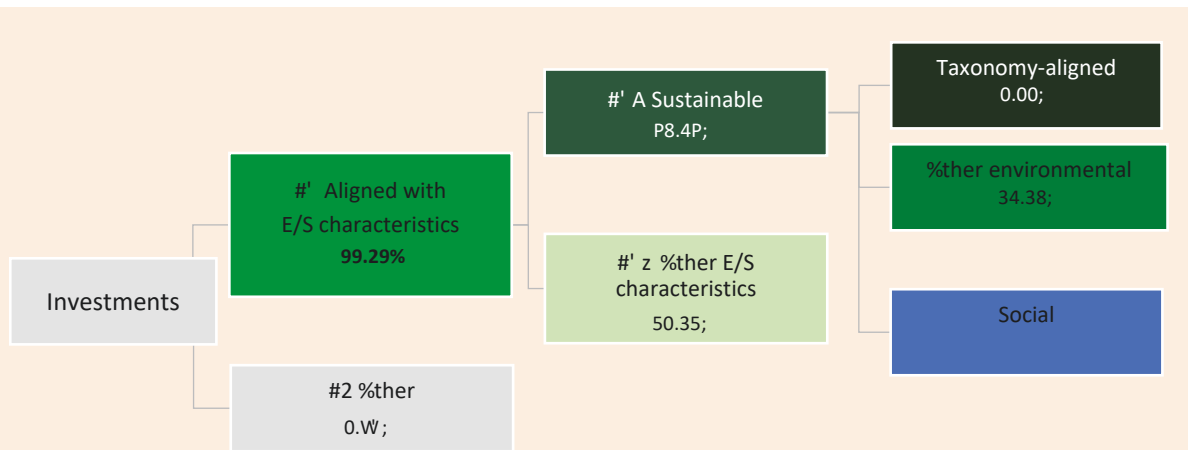 Investments
#' Aligned with
E/S characteristics
99.29%
#2 %ther
0.W';
#' A Sustainable
P8.4P;
#' z %ther E/S
characteristics
50.35;
Taxonomy-aligned
0.00;
%ther environmental
34.38;
Social